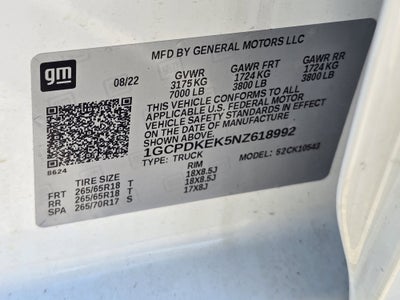 gm
MFD BY GENERAL MOTORS LLC
08/22 GVWR GAWR FRT GAWR RR
3175 KG 1724 KG 1724 KG
7000 LB 3800 LB 3800 LB
THIS VEHICLE CONFORMS TO ALL
APPLICABLE U.S. FEDERAL MOTOR
VEHICLE SAFETY STANDARDS IN EFFECT
ON THE DATE OF MANUFACTURE SHOWN ABOVE.
1GCPDKEK5NZ618992
8624 TYPE: TRUCK MODEL: 52CK10543
TIRE SIZE RIM
FRT 265/65R18 T 18X8.5J
RR 265/65R18 T 18X8.5J
SPA 265/70R17 S 17X8J